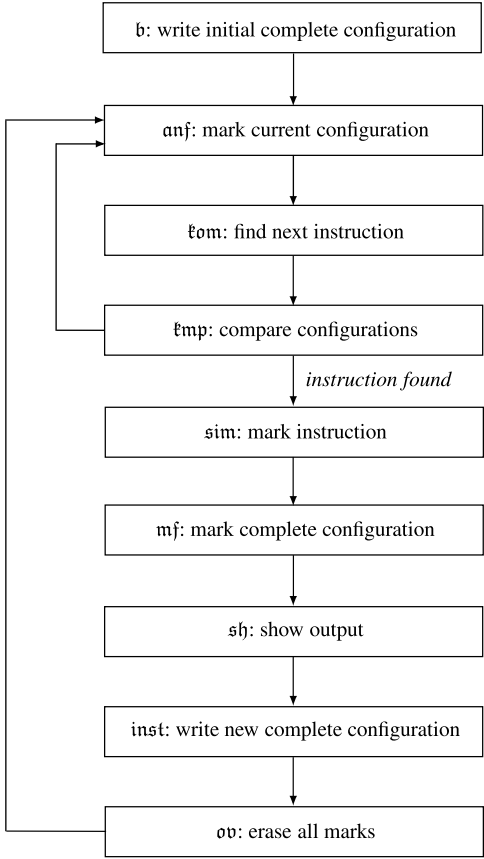 𝔟: write initial complete configuration
𝔞𝔫𝔣: mark current configuration
𝔨𝔬𝔪: find next instruction
𝔨𝔪𝔭: compare configurations
instruction found
𝔰𝔦𝔪: mark instruction
𝔪𝔣: mark complete configuration
𝔰𝔥: show output
𝔦𝔫𝔰𝔱: write new complete configuration
𝔬𝔳: erase all marks